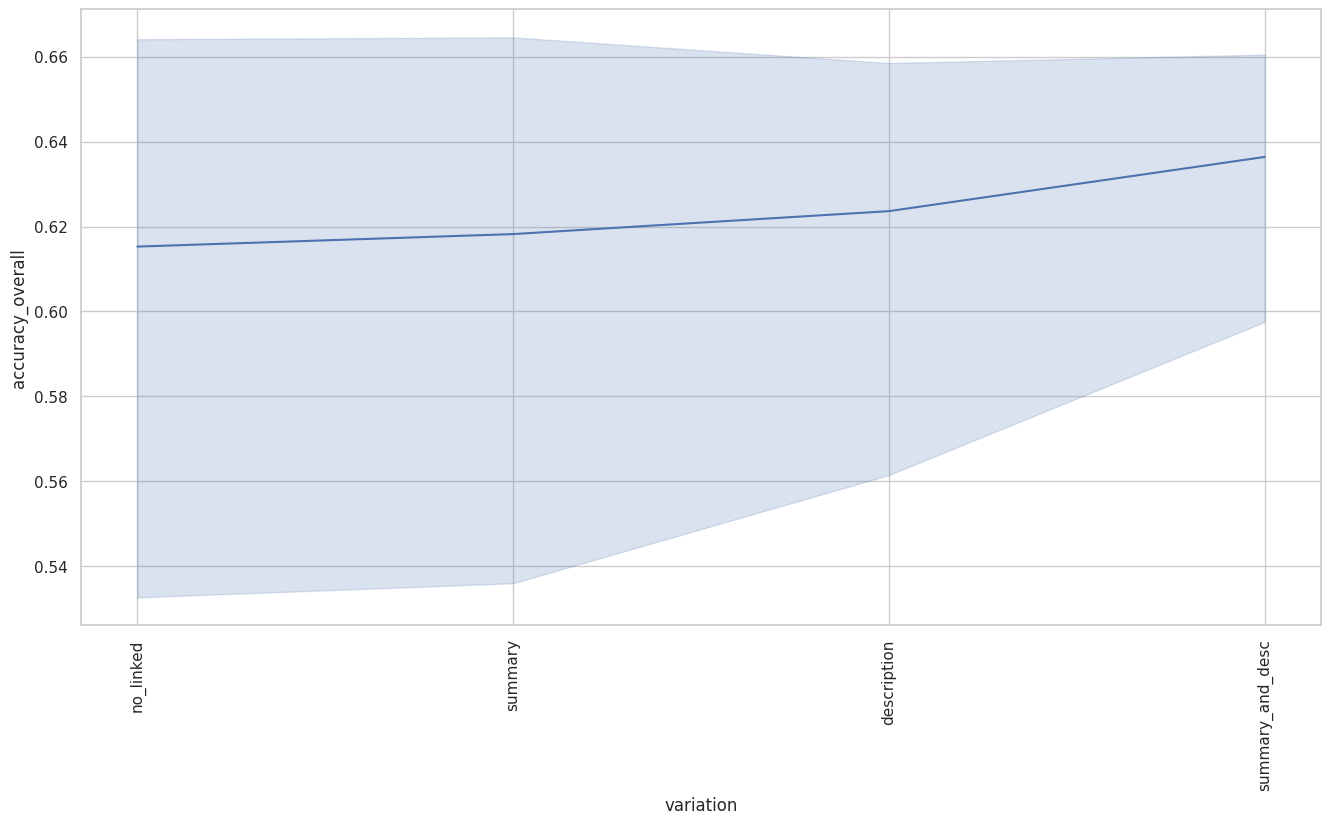 0.66
0.64
0.62
0.60
0.58
0.56
0.54
accuracy_overall
no_linked
summary
description
summary_and_desc
variation